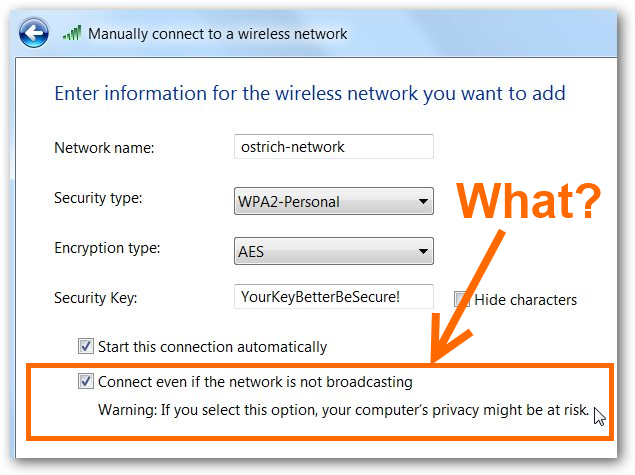 Manually connect to a wireless network
Enter information for the wireless network you want to add
Network name: ostrich-network
Security type: WPA2-Personal
What?
Encryption type: AES
Security Key: YourKeyBetterBeSecure! Hide characters
Start this connection automatically
Connect even if the network is not broadcasting
Warning: If you select this option, your computer's privacy might be at risk.